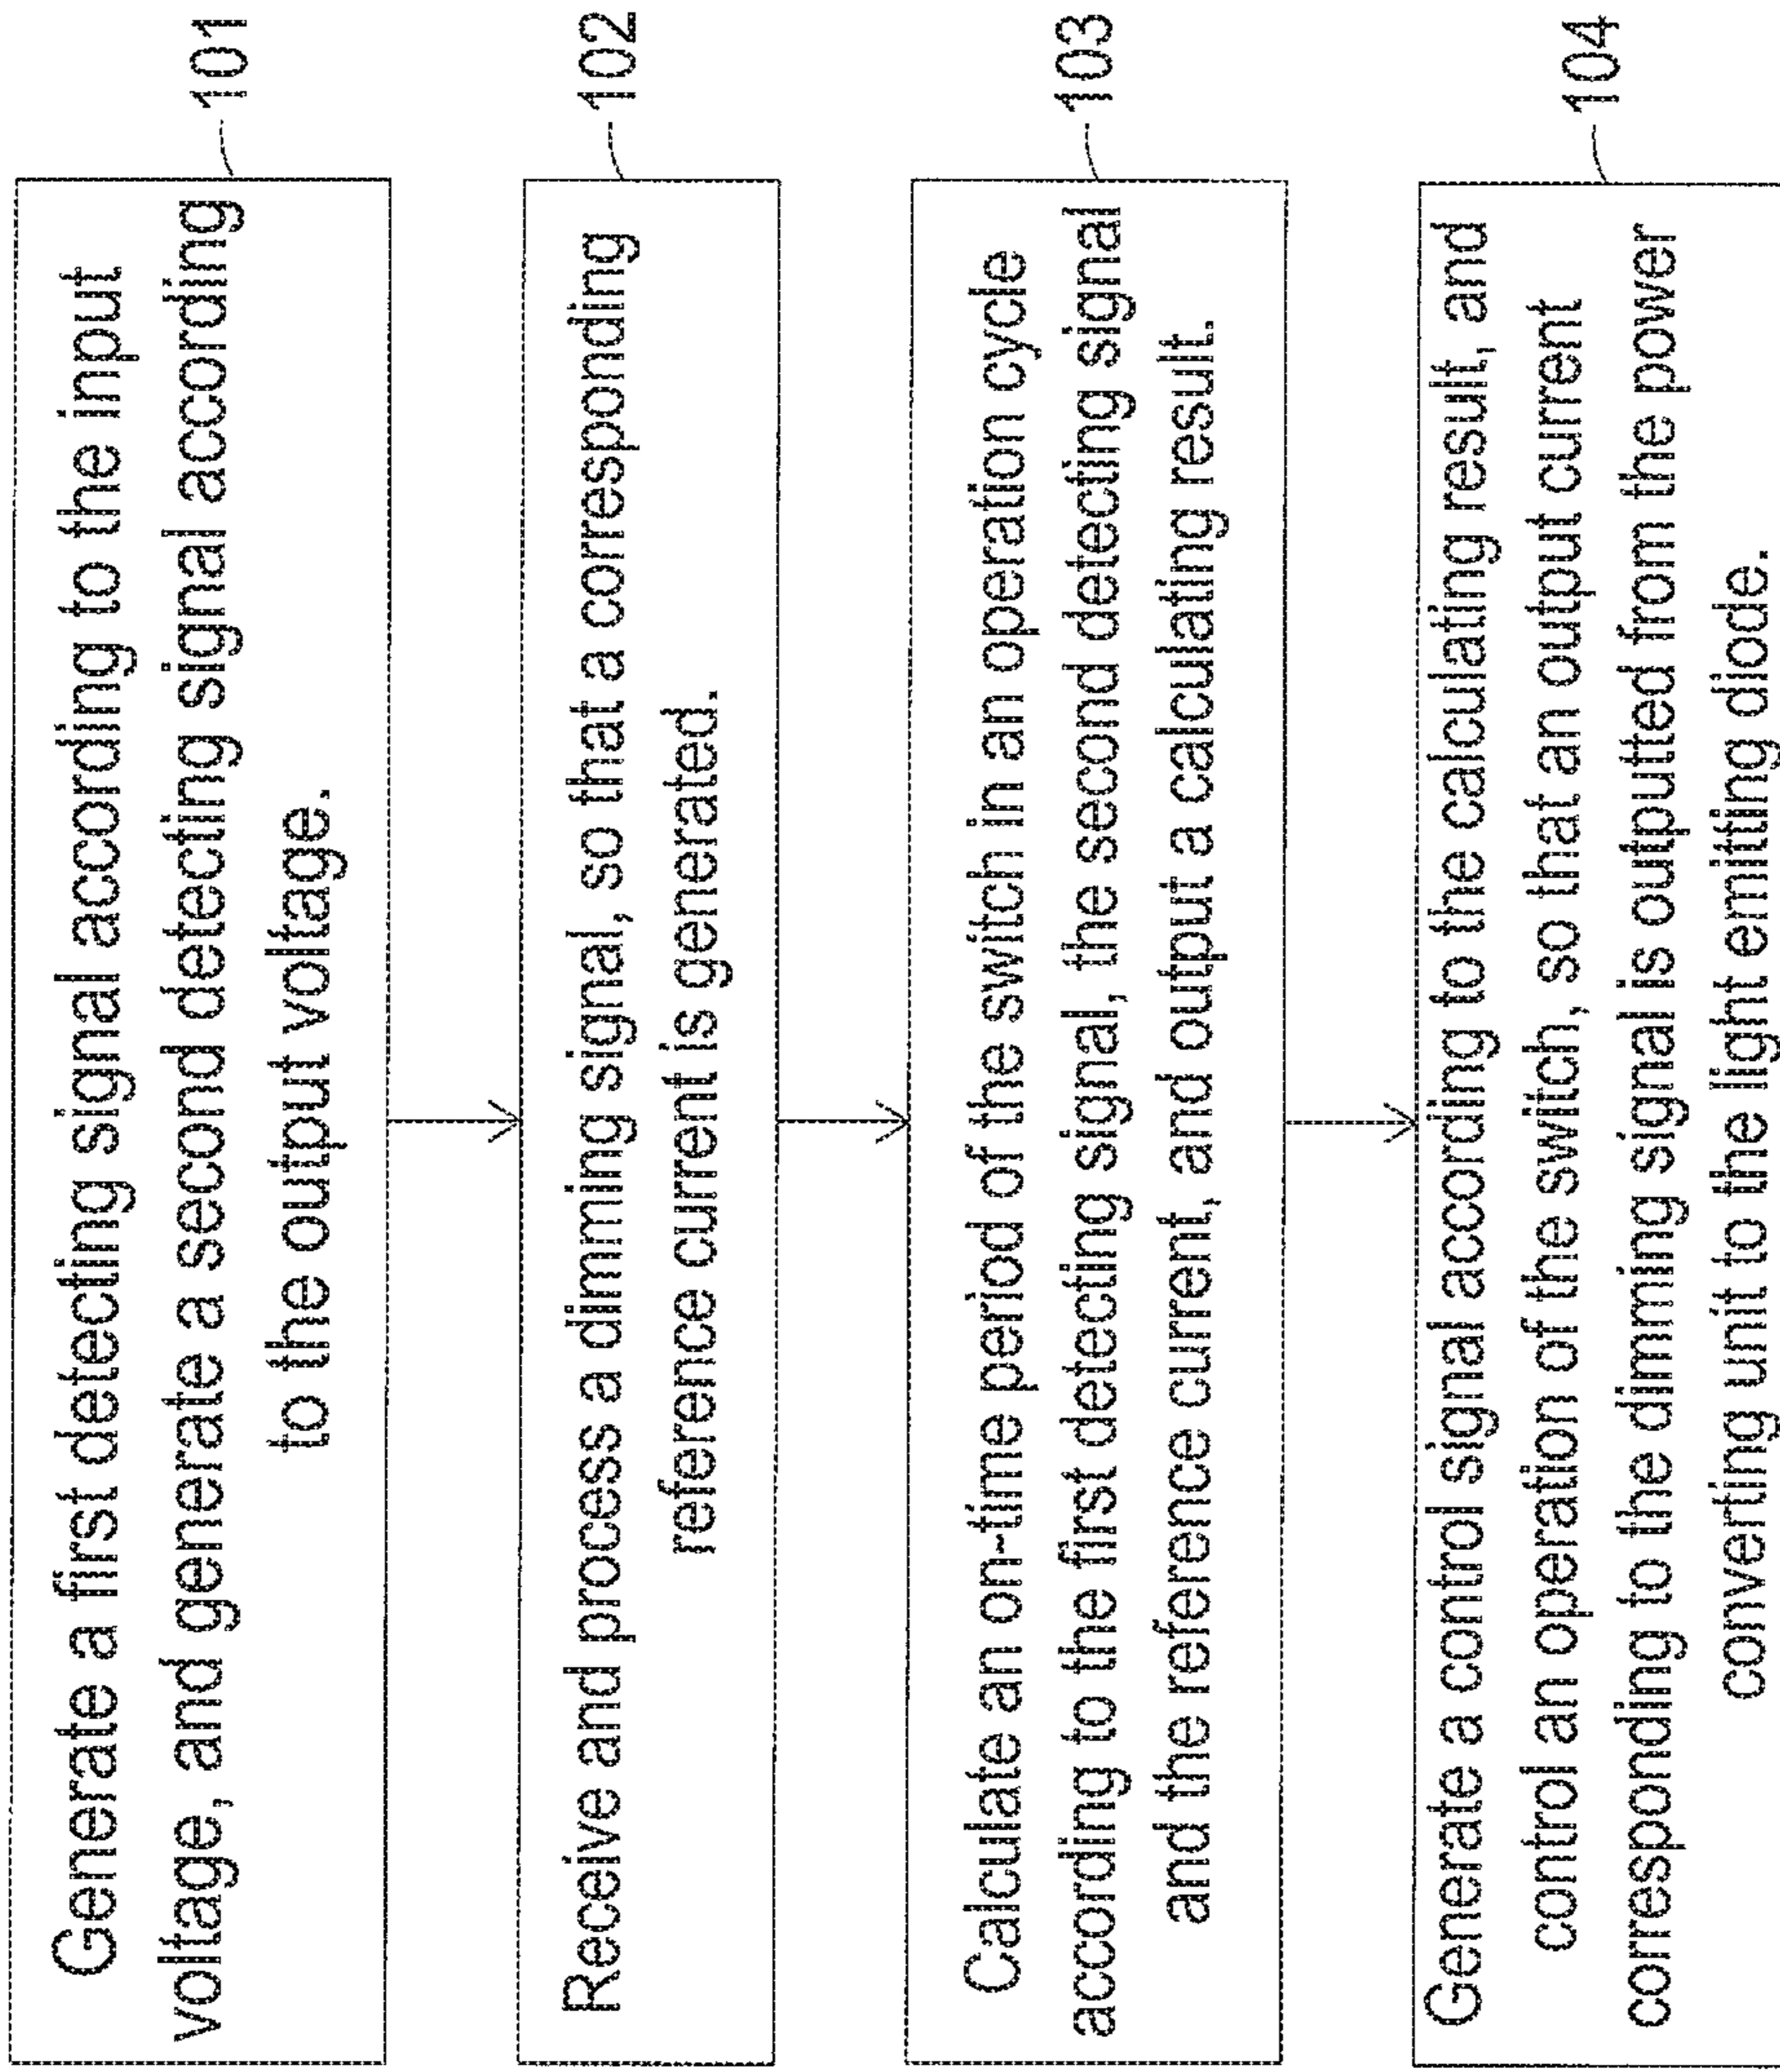 Generate a first detecting signal according to the input
voltage, and generate a second detecting signal according
to the output voltage.
101
Receive and process a dimming signal, so that a corresponding
reference current is generated.
102
Calculate an on-time period of the switch in an operation cycle
according to the first detecting signal, the second detecting signal
and the reference current, and output a calculating result.
103
Generate a control signal according to the calculating result, and
control an operation of the switch, so that an output current
corresponding to the dimming signal is outputted from the power
converting unit to the light emitting diode.
104